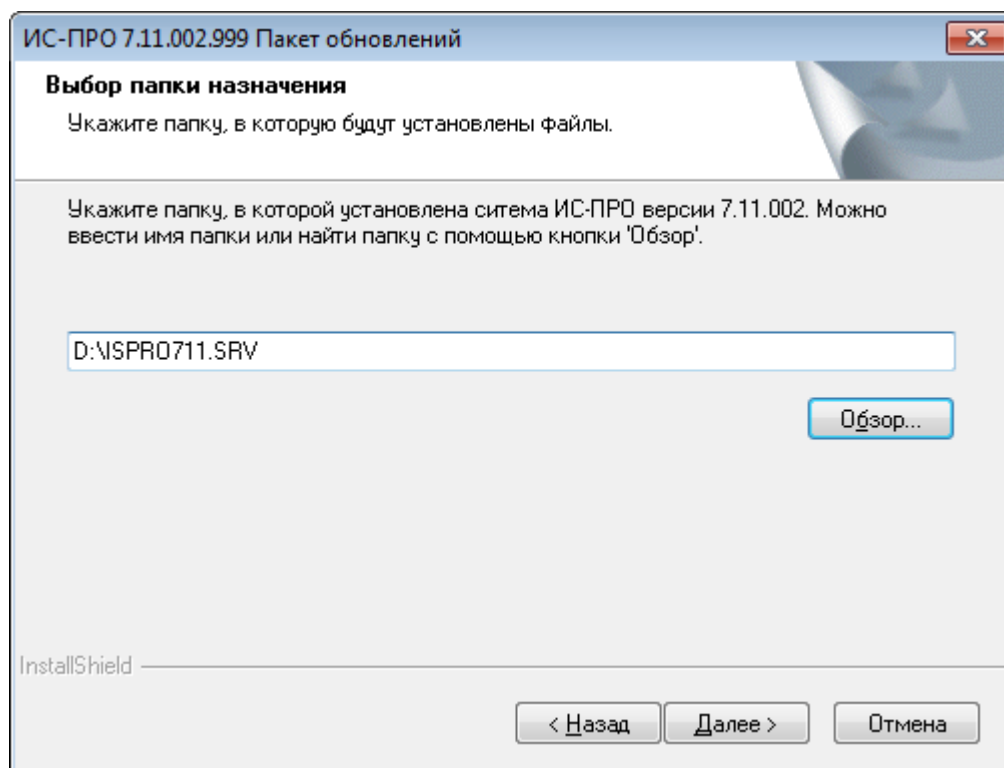 ИС-ПРО 7.11.002.999 Пакет обновлений
Выбор папки назначения
Укажите папку, в которую будут установлены файлы.
Укажите папку, в которой установлена ситема ИС-ПРО версии 7.11.002. Можно
ввести имя папки или найти папку с помощью кнопки 'Обзор'.
D:\ISPRO711.SRV
Обзор...
InstallShield
< Назад
Далее >
Отмена